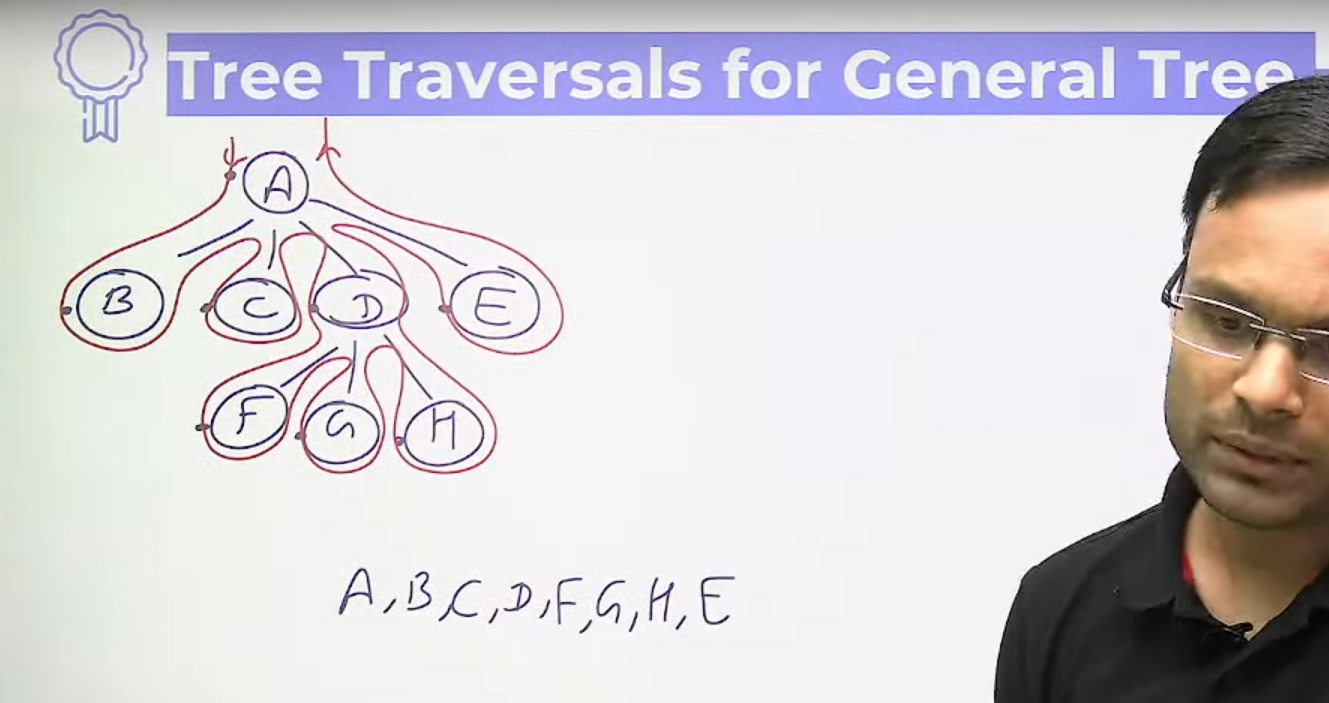 Tree Traversals for General Tree
A
B C D E
F G H
A, B, C, D, F, G, H, E